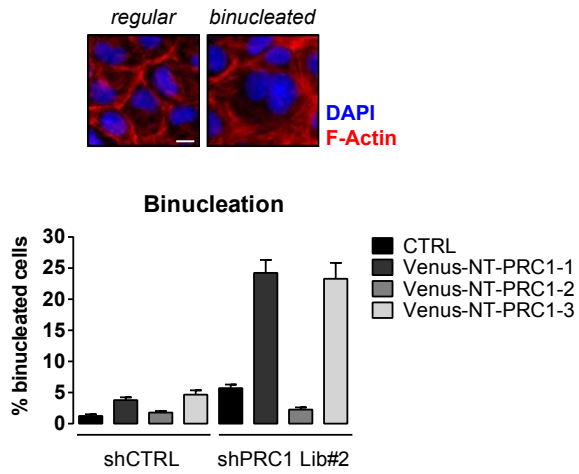 regular binucleated
DAPI
F-Actin
Binucleation
% binucleated cells
30
25
20
15
10
5
0
CTRL
Venus-NT-PRC1-1
Venus-NT-PRC1-2
Venus-NT-PRC1-3
shCTRL shPRC1 Lib#2